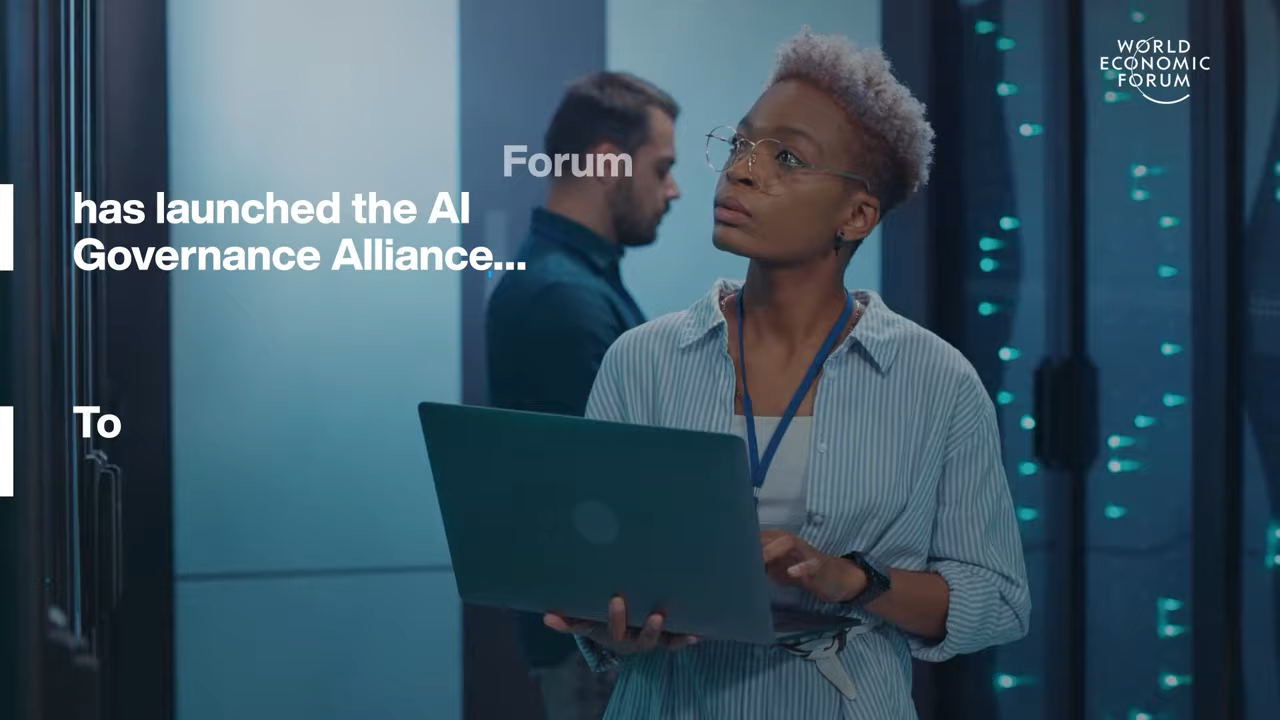 WORLD
ECONOMIC
FORUM
Forum
has launched the AI
Governance Alliance...
To